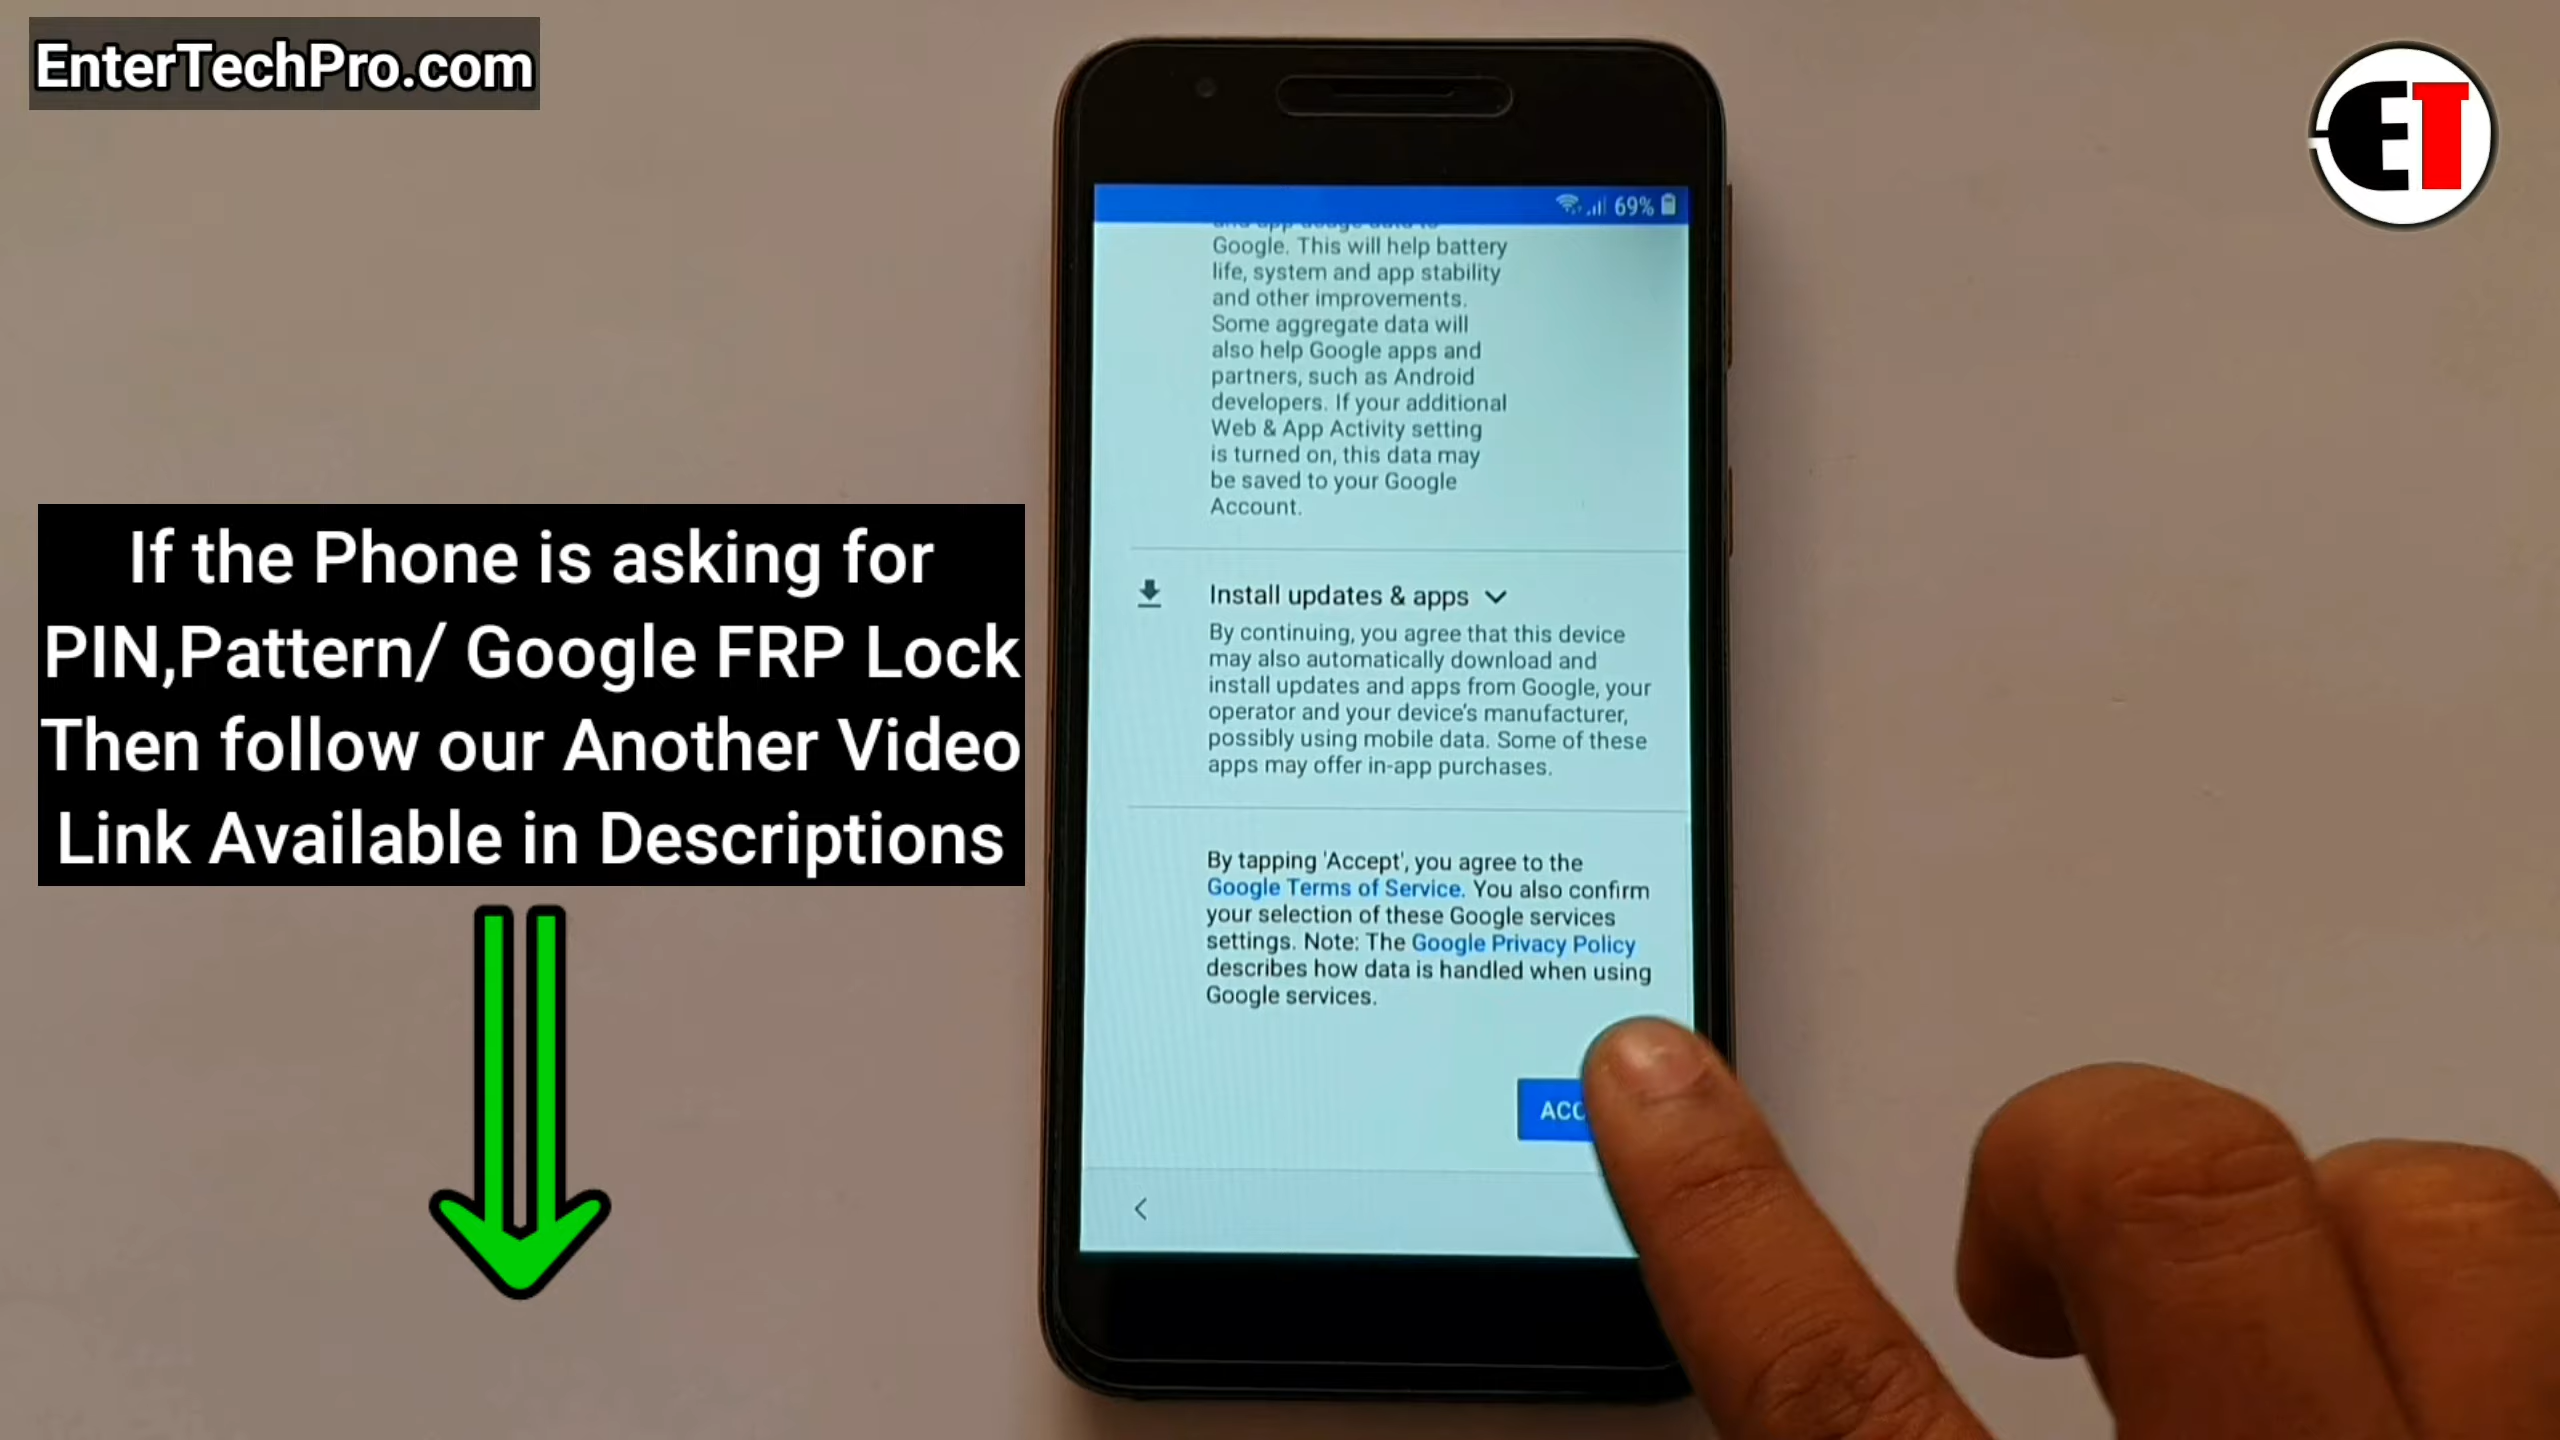 EnterTechPro.com
ET
69%
Google. This will help battery
life, system and app stability
and other improvements.
Some aggregate data will
also help Google apps and
partners, such as Android
developers. If your additional
Web & App Activity setting
is turned on, this data may
be saved to your Google
Account.
If the Phone is asking for
PIN,Pattern/ Google FRP Lock
Then follow our Another Video
Link Available in Descriptions
Install updates & apps
By continuing, you agree that this device
may also automatically download and
install updates and apps from Google, your
operator and your device's manufacturer,
possibly using mobile data. Some of these
apps may offer in-app purchases.
By tapping 'Accept', you agree to the
Google Terms of Service. You also confirm
your selection of these Google services
settings. Note: The Google Privacy Policy
describes how data is handled when using
Google services.